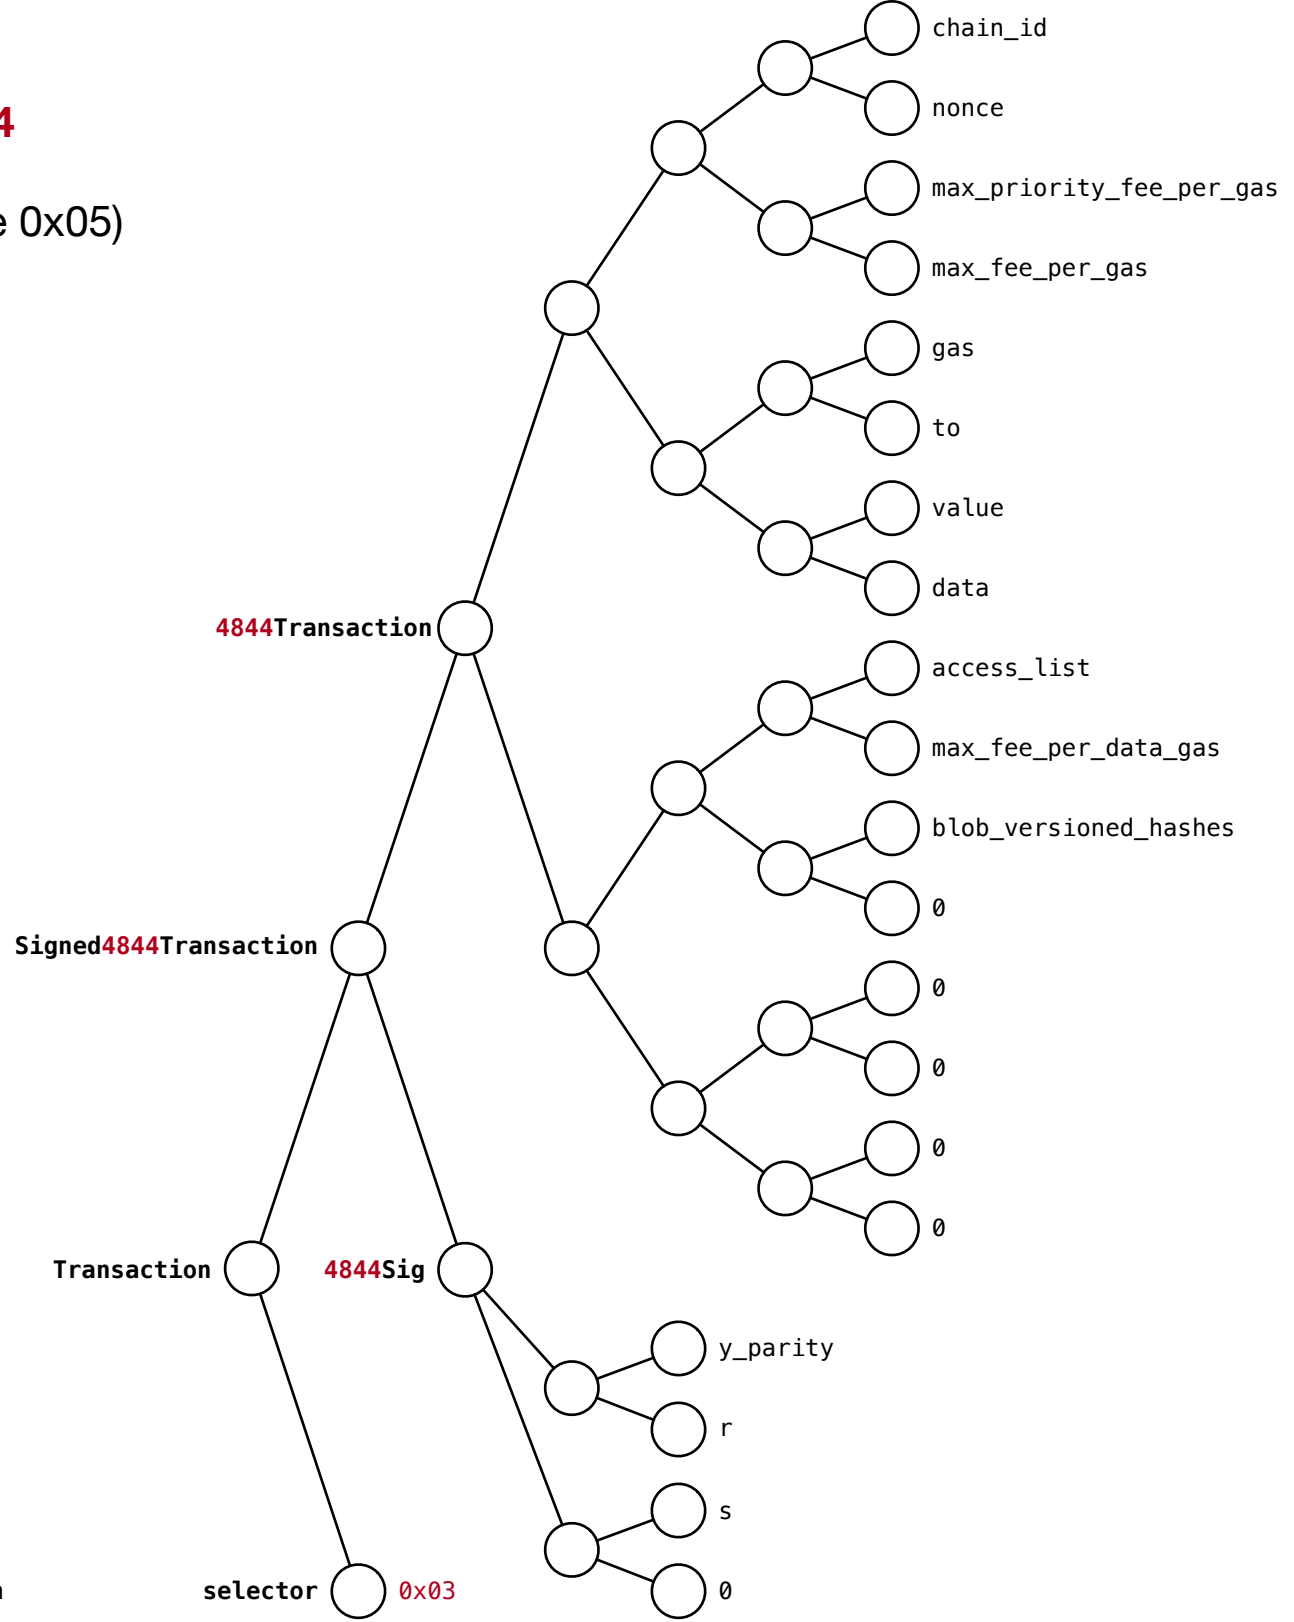 chain_id
nonce
4
max_priority_fee_per_gas
0x05)
max_fee_per_gas
gas
to
value
data
4844Transaction
access_list
max_fee_per_data_gas
blob_versioned_hashes
0
Signed4844Transaction
0
0
0
0
Transaction
4844Sig
y_parity
r
s
0
selector
0x03